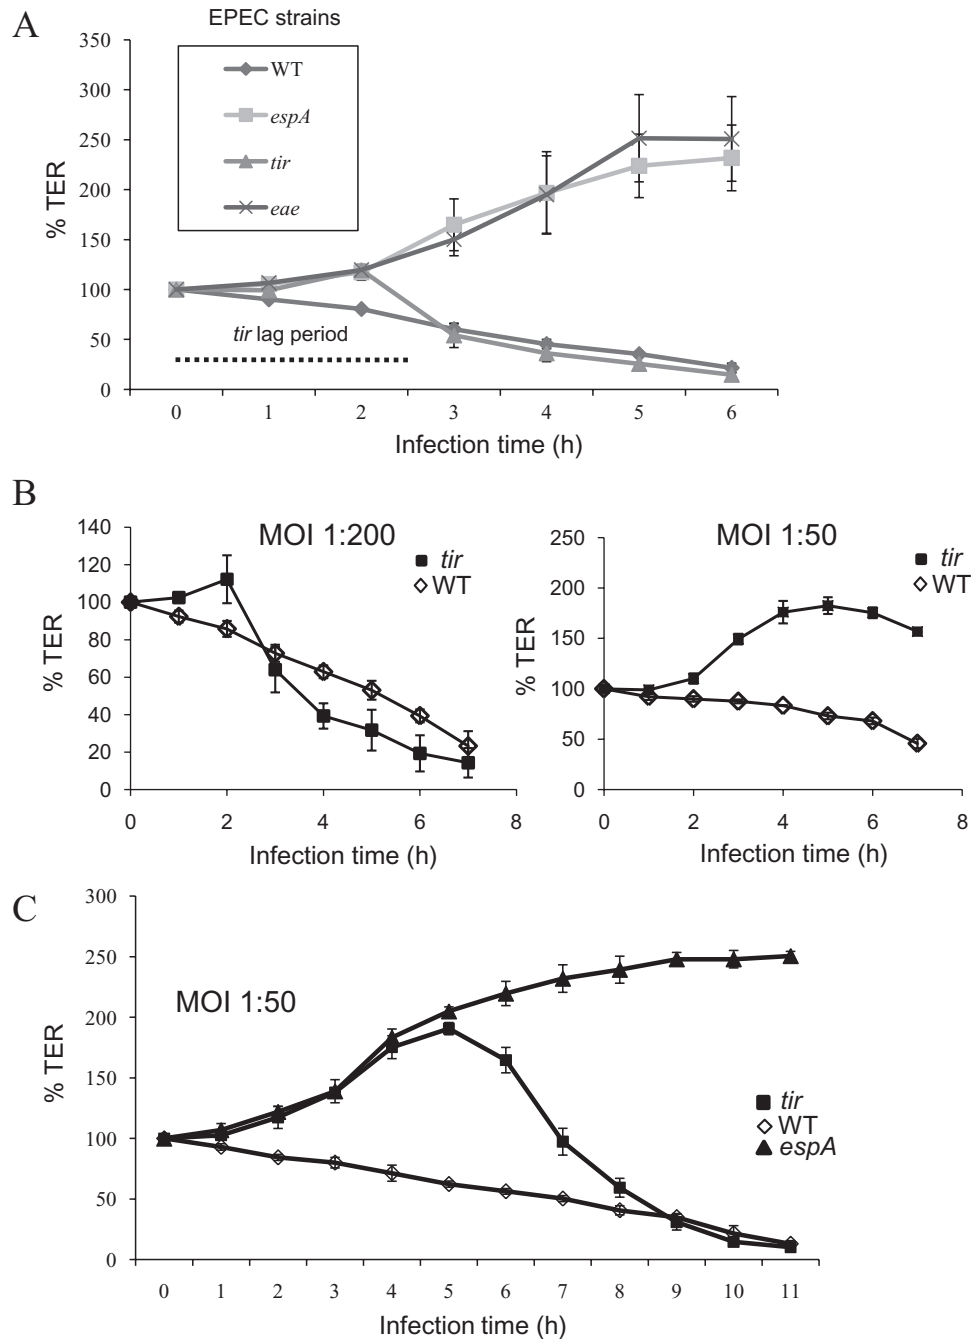 A
EPEC strains
WT
espA
tir
eae
350
300
250
200
150
100
50
0
% TER
tir lag period
0 1 2 3 4 5 6
Infection time (h)
B
MOI 1:200
tir
WT
140
120
100
80
60
40
20
0
% TER
0 2 4 6 8
Infection time (h)
MOI 1:50
tir
WT
250
200
150
100
50
0
% TER
0 2 4 6 8
Infection time (h)
C
MOI 1:50
300
250
200
150
100
50
0
% TER
tir
WT
espA
0 1 2 3 4 5 6 7 8 9 10 11
Infection time (h)